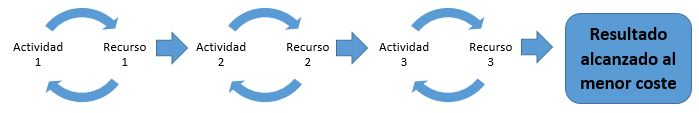 Actividad
1
Recurso
1
Actividad
2
Recurso
2
Actividad
3
Recurso
3
Resultado
alcanzado al
menor coste